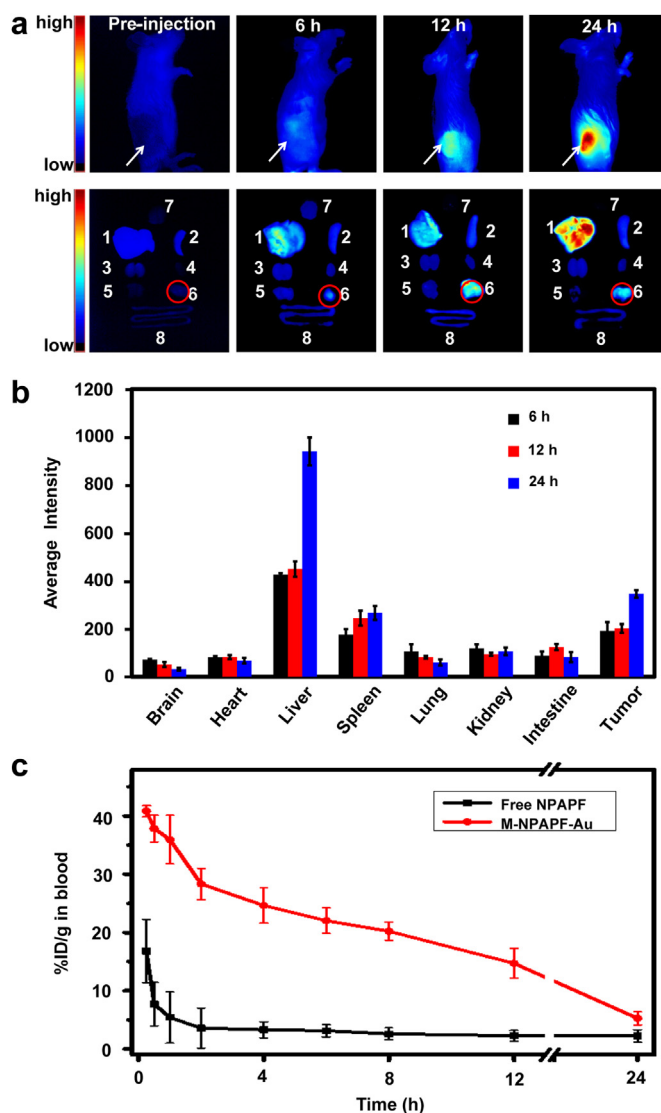 a
high
Pre-injection 6 h 12 h 24 h
low
high
7 7 7 7
1 2 1 2 1 2 1 2
3 4 3 4 3 4 3 4
5 6 5 6 5 6 5 6
8 8 8 8
low
b
1200
1000
800
600
400
200
0
Average Intensity
6 h
12 h
24 h
Brain Heart Liver Spleen Lung Kidney Intestine Tumor
c
40
30
20
10
0
%ID/g in blood
Free NPAPF
M-NPAPF-Au
0 4 8 12 24
Time (h)